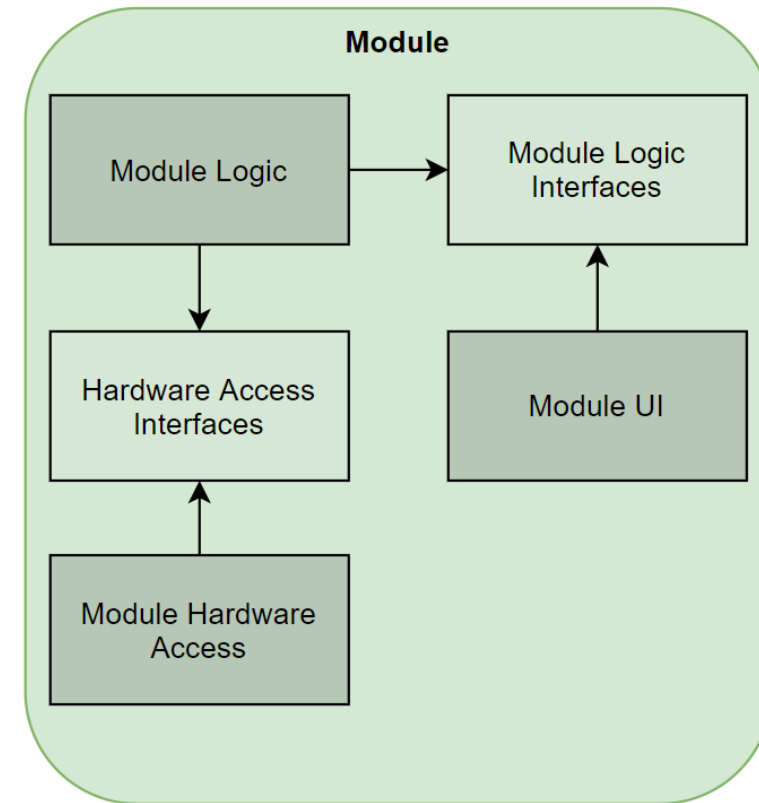 Module
Module Logic
Module Logic
Interfaces
Hardware Access
Interfaces
Module UI
Module Hardware
Access